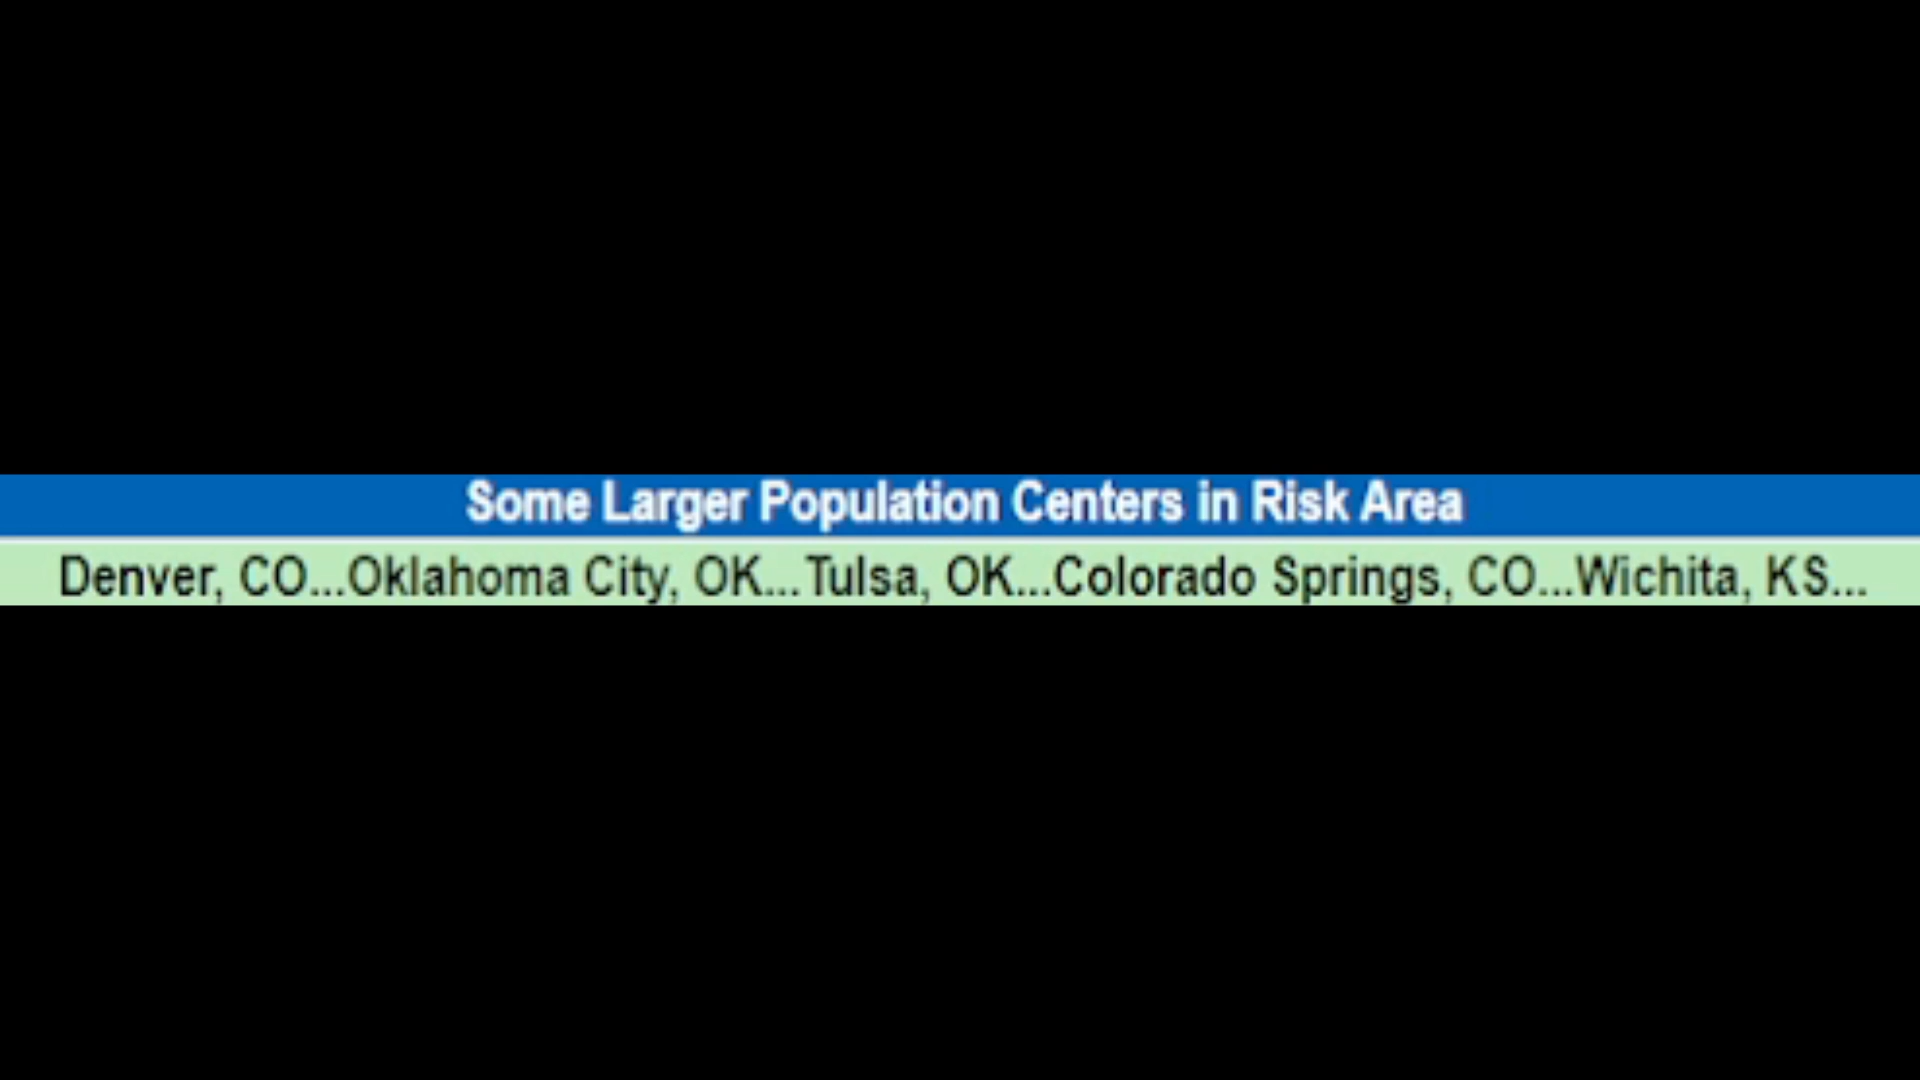 Some Larger Population Centers in Risk Area
Denver, CO...Oklahoma City, OK...Tulsa, OK...Colorado Springs, CO...Wichita, KS...